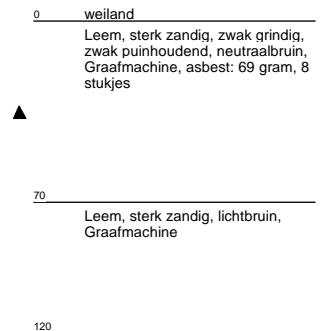 0 weiland
Leem, sterk zandig, zwak grindig,
zwak puinhoudend, neutraalbruin,
Graafmachine, asbest: 69 gram, 8
stukjes
70
Leem, sterk zandig, lichtbruin,
Graafmachine
120